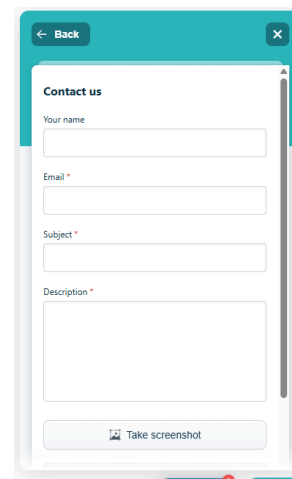 ← Back
Contact us
Your name
Email *
Subject *
Description *
Take screenshot